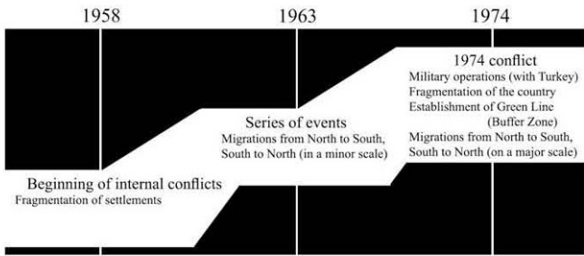 1958
1963
1974
Beginning of internal conflicts
Fragmentation of settlements
Series of events
Migrations from North to South,
South to North (in a minor scale)
1974 conflict
Military operations (with Turkey)
Fragmentation of the country
Establishment of Green Line
(Buffer Zone)
Migrations from North to South,
South to North (on a major scale)